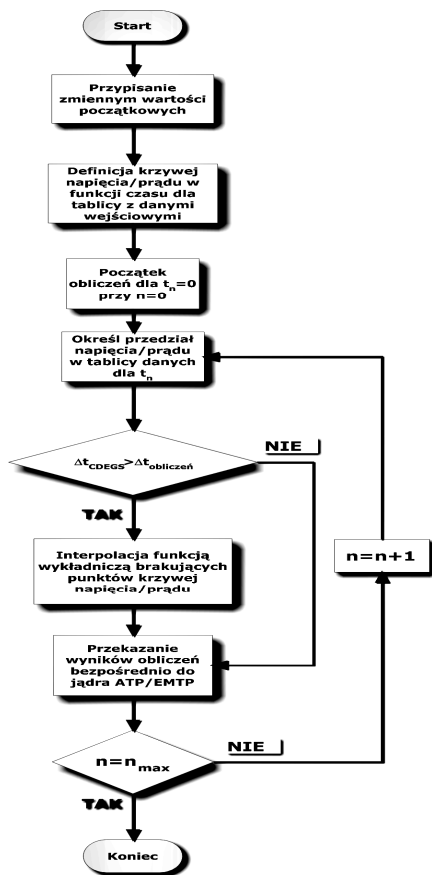 Start
Przypisanie
zmiennym wartości
początkowych
Definicja krzywej
napięcia/prądu w
funkcji czasu dla
tablicy z danymi
wejściowymi
Początek
obliczeń dla tn=0
przy n=0
Określ przedział
napięcia/prądu
w tablicy danych
dla tn
ΔtCDEGS>Δtobliczeń
NIE
TAK
Interpolacja funkcją
wykładniczą brakujących
punktów krzywej
napięcia/prądu
n=n+1
Przekazanie
wyników obliczeń
bezpośrednio do
jądra ATP/EMTP
n=nmax
NIE
TAK
Koniec